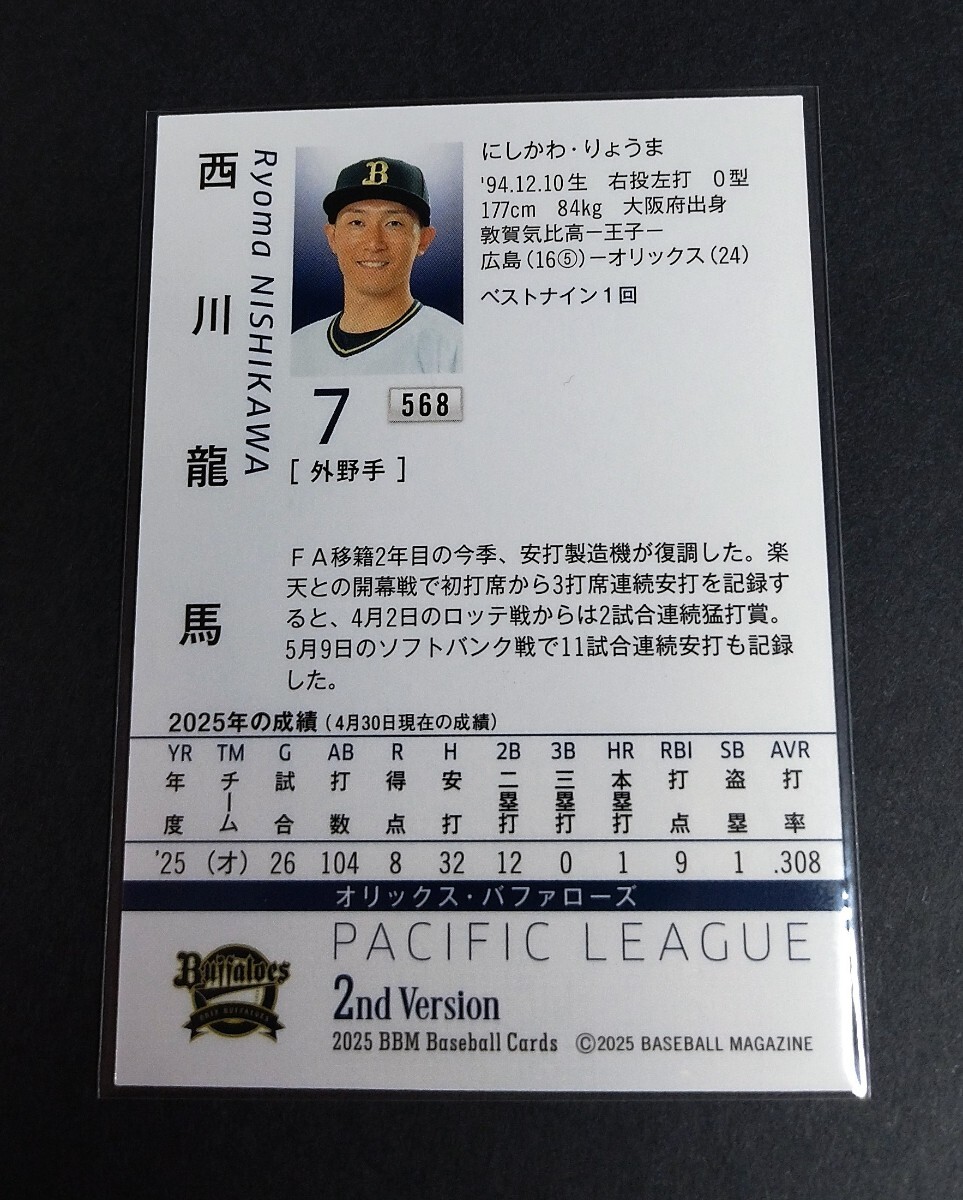 西川龍馬
Ryoma NISHIKAWA
B
にしかわ・りょうま
'94.12.10生 右投左打 O型
177cm 84kg 大阪府出身
敦賀気比高－王子－
広島(16⑤)－オリックス(24)
ベストナイン1回
7
568
[ 外野手 ]
ＦＡ移籍2年目の今季、安打製造機が復調した。楽
天との開幕戦で初打席から3打席連続安打を記録す
ると、4月2日のロッテ戦からは2試合連続猛打賞。
5月9日のソフトバンク戦で11試合連続安打も記録
した。
2025年の成績(4月30日現在の成績)
YR TM G AB R H 2B 3B HR RBI SB AVR
年度 チーム 試合 打数 得点 安打 二塁打 三塁打 本塁打 打点 盗塁 打率
'25 (オ) 26 104 8 32 12 0 1 9 1 .308
オリックス・バファローズ
PACIFIC LEAGUE
Buffaloes
ORIX BUFFALOES
2nd Version
2025 BBM Baseball Cards ©2025 BASEBALL MAGAZINE